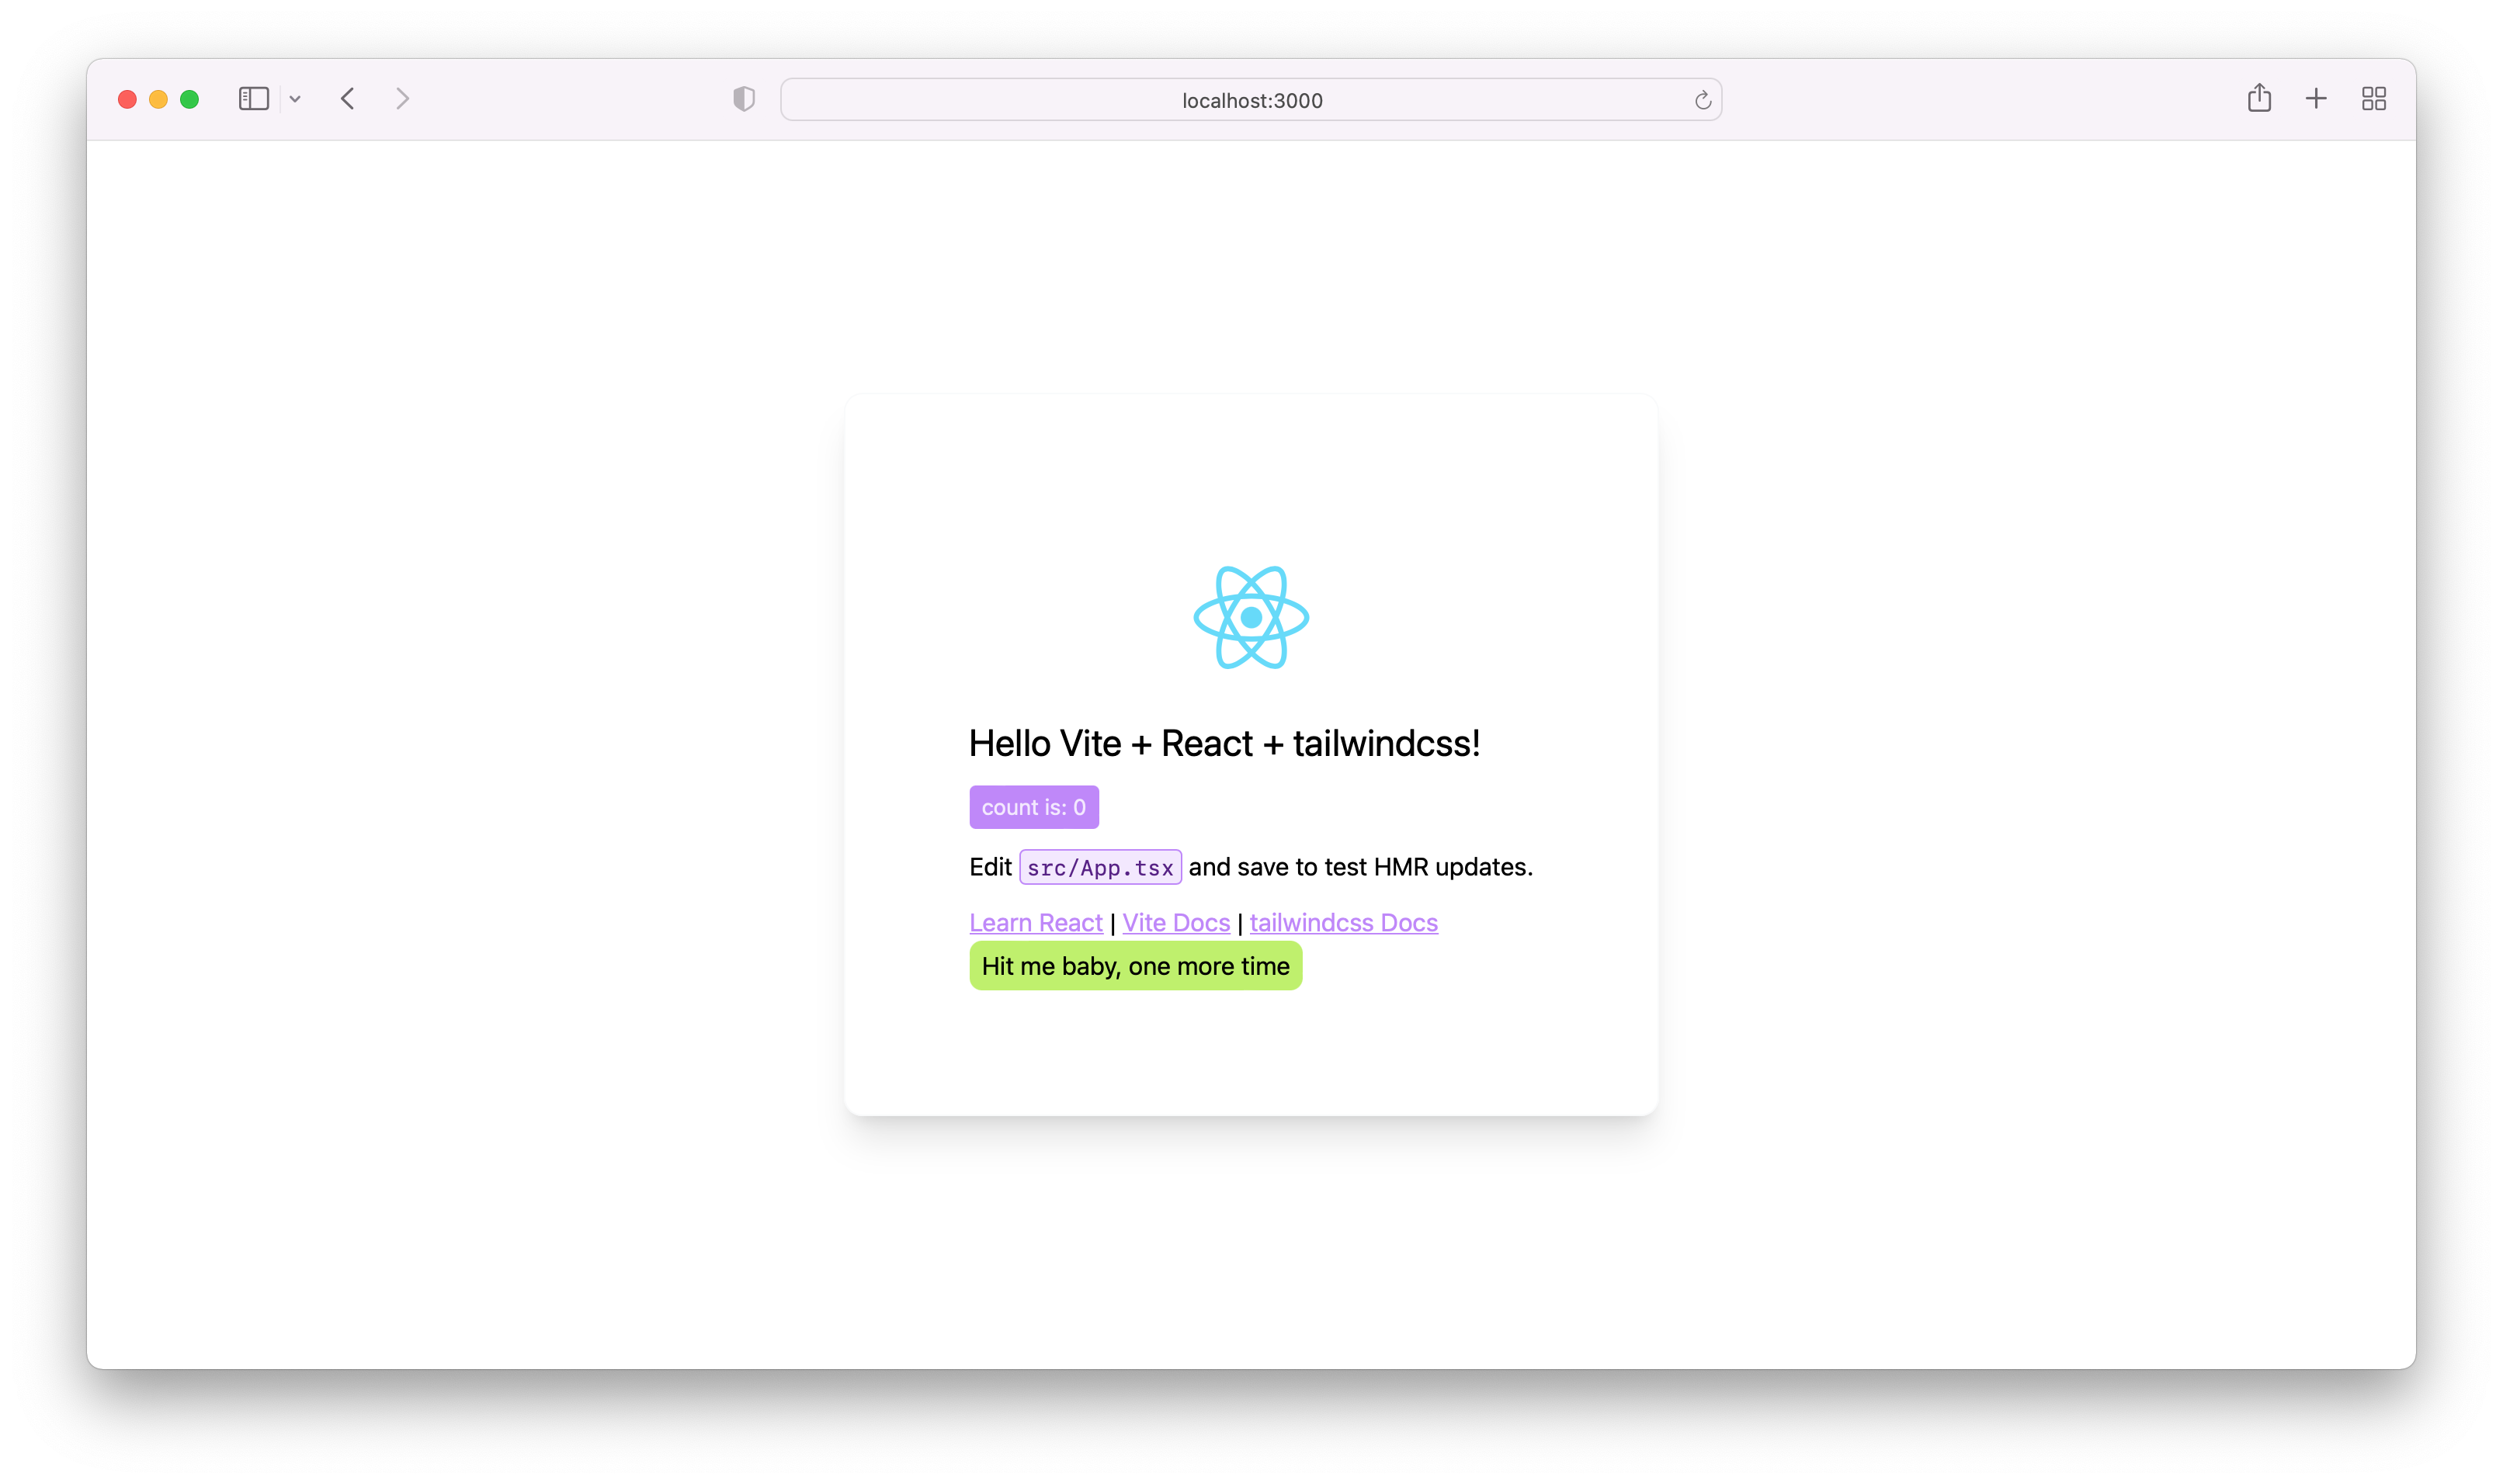 localhost:3000
Hello Vite + React + tailwindcss!
count is: 0
Edit src/App.tsx and save to test HMR updates.
Learn React | Vite Docs | tailwindcss Docs
Hit me baby, one more time